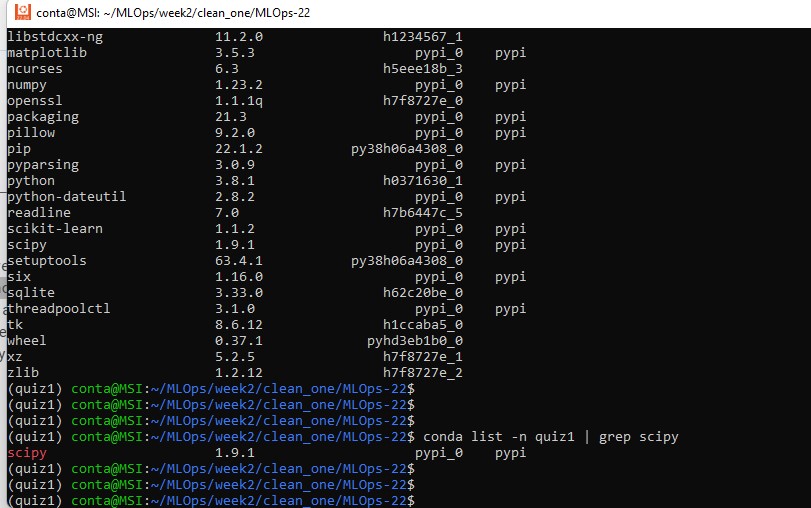 conta@MSI: ~/MLOps/week2/clean_one/MLOps-22
libstdcxx-ng 11.2.0 h1234567_1
matplotlib 3.5.3 pypi_0 pypi
ncurses 6.3 h5eee18b_3
numpy 1.23.2 pypi_0 pypi
openssl 1.1.1q h7f8727e_0
packaging 21.3 pypi_0 pypi
pillow 9.2.0 pypi_0 pypi
pip 22.1.2 py38h06a4308_0
pyparsing 3.0.9 pypi_0 pypi
python 3.8.1 h0371630_1
python-dateutil 2.8.2 pypi_0 pypi
readline 7.0 h7b6447c_5
scikit-learn 1.1.2 pypi_0 pypi
scipy 1.9.1 pypi_0 pypi
setuptools 63.4.1 py38h06a4308_0
six 1.16.0 pypi_0 pypi
sqlite 3.33.0 h62c20be_0
threadpoolctl 3.1.0 pypi_0 pypi
tk 8.6.12 h1ccaba5_0
wheel 0.37.1 pyhd3eb1b0_0
xz 5.2.5 h7f8727e_1
zlib 1.2.12 h7f8727e_2
(quiz1) conta@MSI:~/MLOps/week2/clean_one/MLOps-22$
(quiz1) conta@MSI:~/MLOps/week2/clean_one/MLOps-22$
(quiz1) conta@MSI:~/MLOps/week2/clean_one/MLOps-22$
(quiz1) conta@MSI:~/MLOps/week2/clean_one/MLOps-22$ conda list -n quiz1 | grep scipy
scipy 1.9.1 pypi_0 pypi
(quiz1) conta@MSI:~/MLOps/week2/clean_one/MLOps-22$
(quiz1) conta@MSI:~/MLOps/week2/clean_one/MLOps-22$
(quiz1) conta@MSI:~/MLOps/week2/clean_one/MLOps-22$